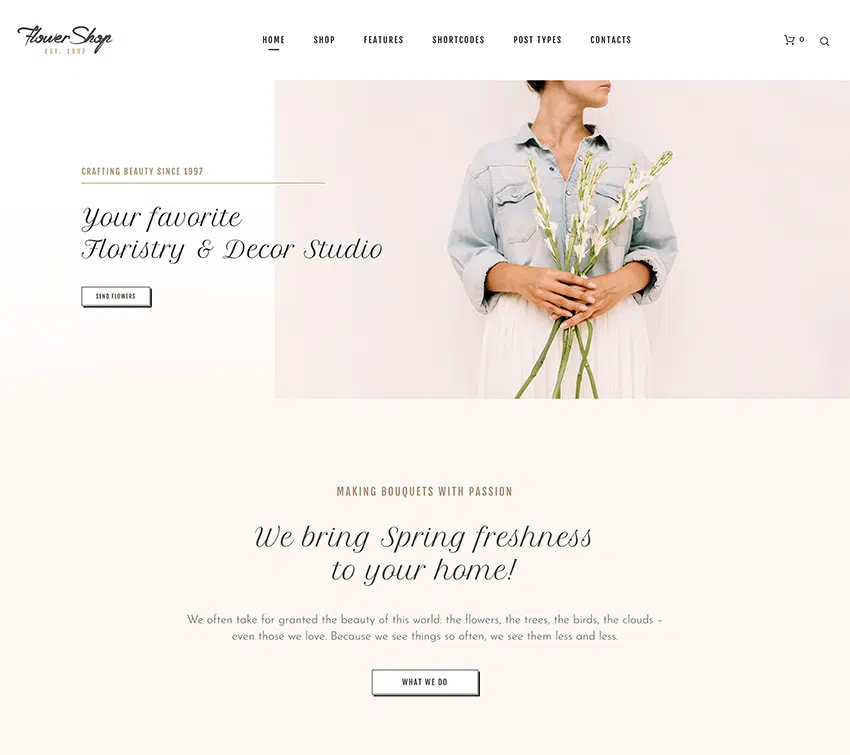 Flower Shop
EST. 1997
HOME SHOP FEATURES SHORTCODES POST TYPES CONTACTS
0
CRAFTING BEAUTY SINCE 1997
Your favorite
Floristry & Decor Studio
SEND FLOWERS
MAKING BOUQUETS WITH PASSION
We bring Spring freshness
to your home!
We often take for granted the beauty of this world: the flowers, the trees, the birds, the clouds –
even those we love. Because we see things so often, we see them less and less.
WHAT WE DO